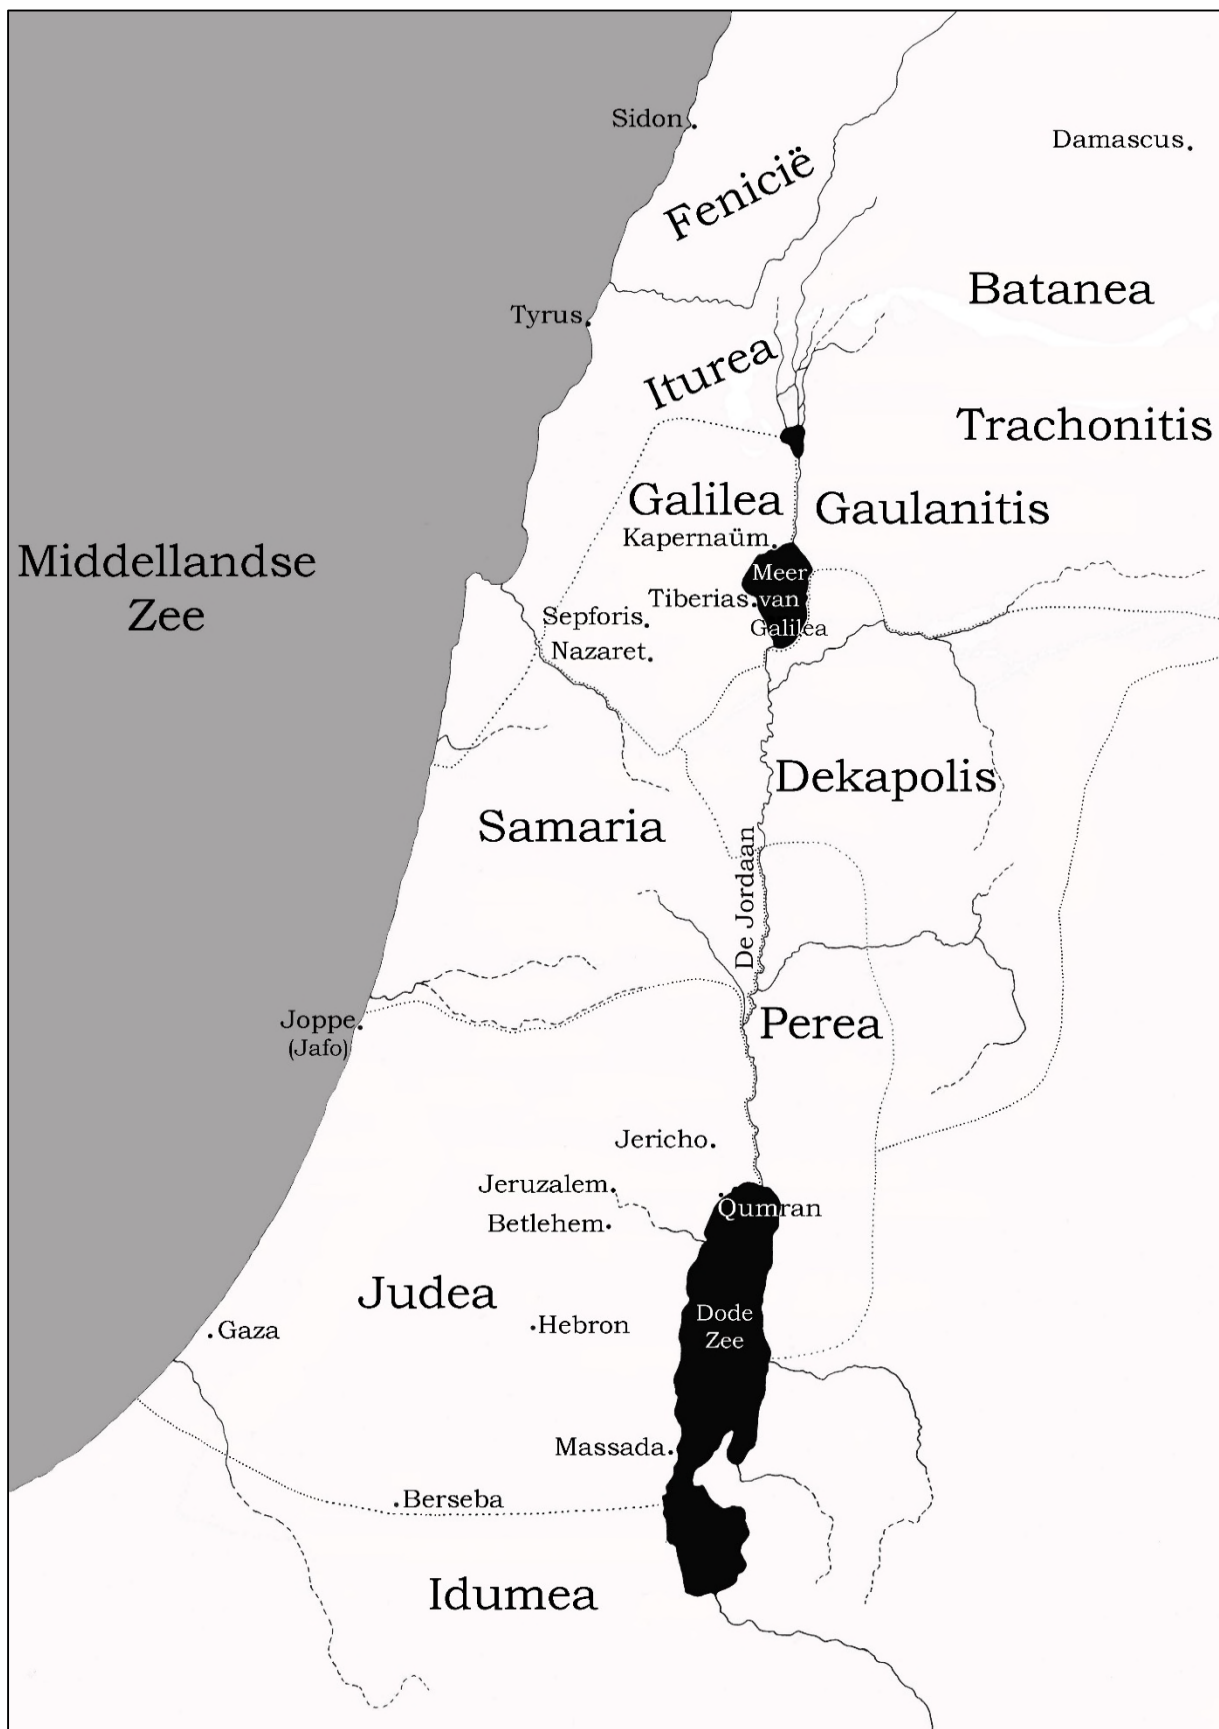 Sidon
Damascus
Fenicië
Batanea
Tyrus
Iturea
Trachonitis
Galilea
Gaulanitis
Kapernaüm
Middellandse
Zee
Meer
van
Galilea
Tiberias
Sepforis
Nazaret
Dekapolis
Samaria
De Jordaan
Joppe
(Jafo)
Perea
Jericho
Jeruzalem
Qumran
Betlehem
Judea
Dode
Zee
Hebron
Gaza
Massada
Berseba
Idumea